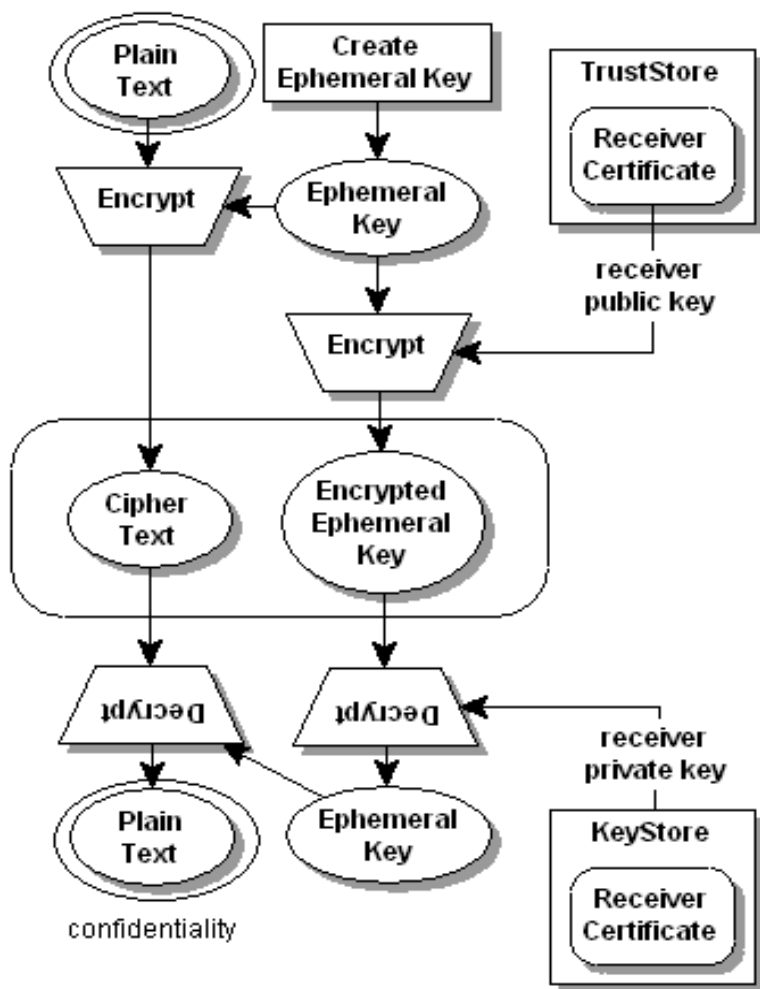 Plain
Text
Create
Ephemeral Key
TrustStore
Receiver
Certificate
Encrypt
Ephemeral
Key
receiver
public key
Encrypt
Cipher
Text
Encrypted
Ephemeral
Key
Decrypt
Decrypt
receiver
private key
Plain
Text
Ephemeral
Key
KeyStore
Receiver
Certificate
confidentiality